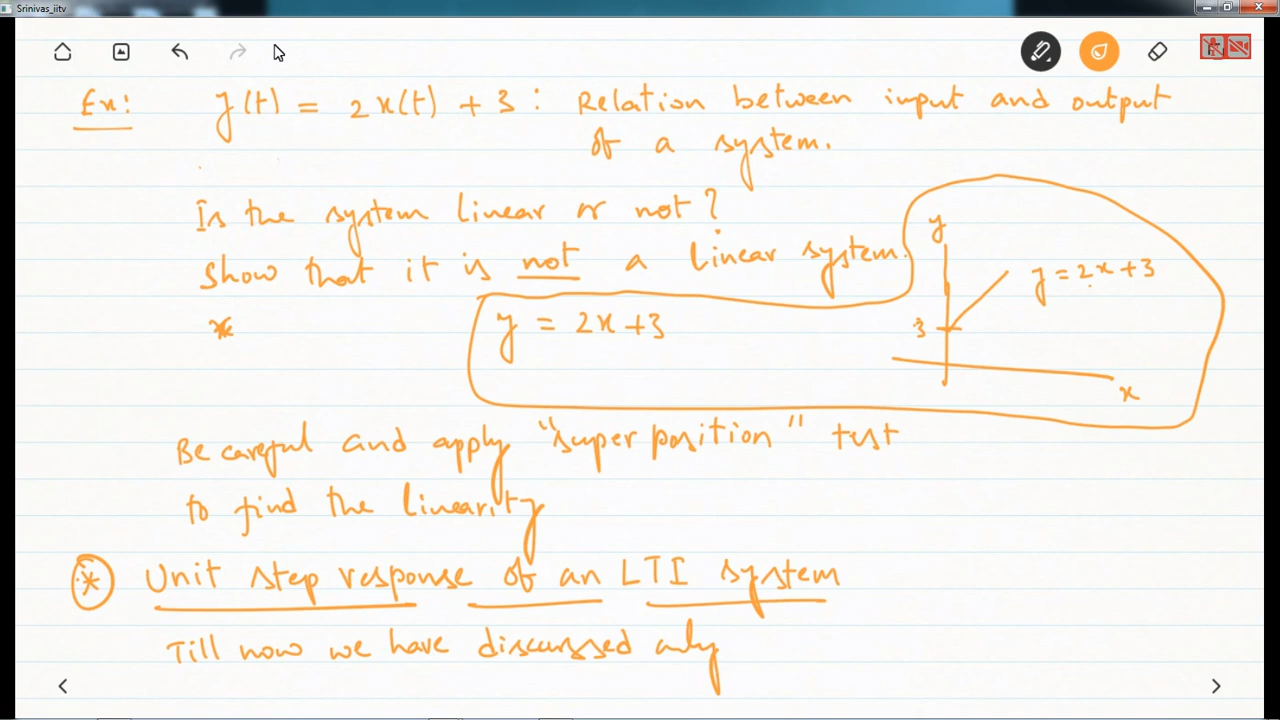 Srinivas_iitv
Ex: y(t) = 2x(t) + 3 : Relation between input and output
of a system.
Is the system linear or not?
Show that it is not a linear system.
y = 2x+3
y
y = 2x+3
3
x
Be careful and apply "super position" test
to find the linearity
* Unit step response of an LTI system
Till now we have discussed only